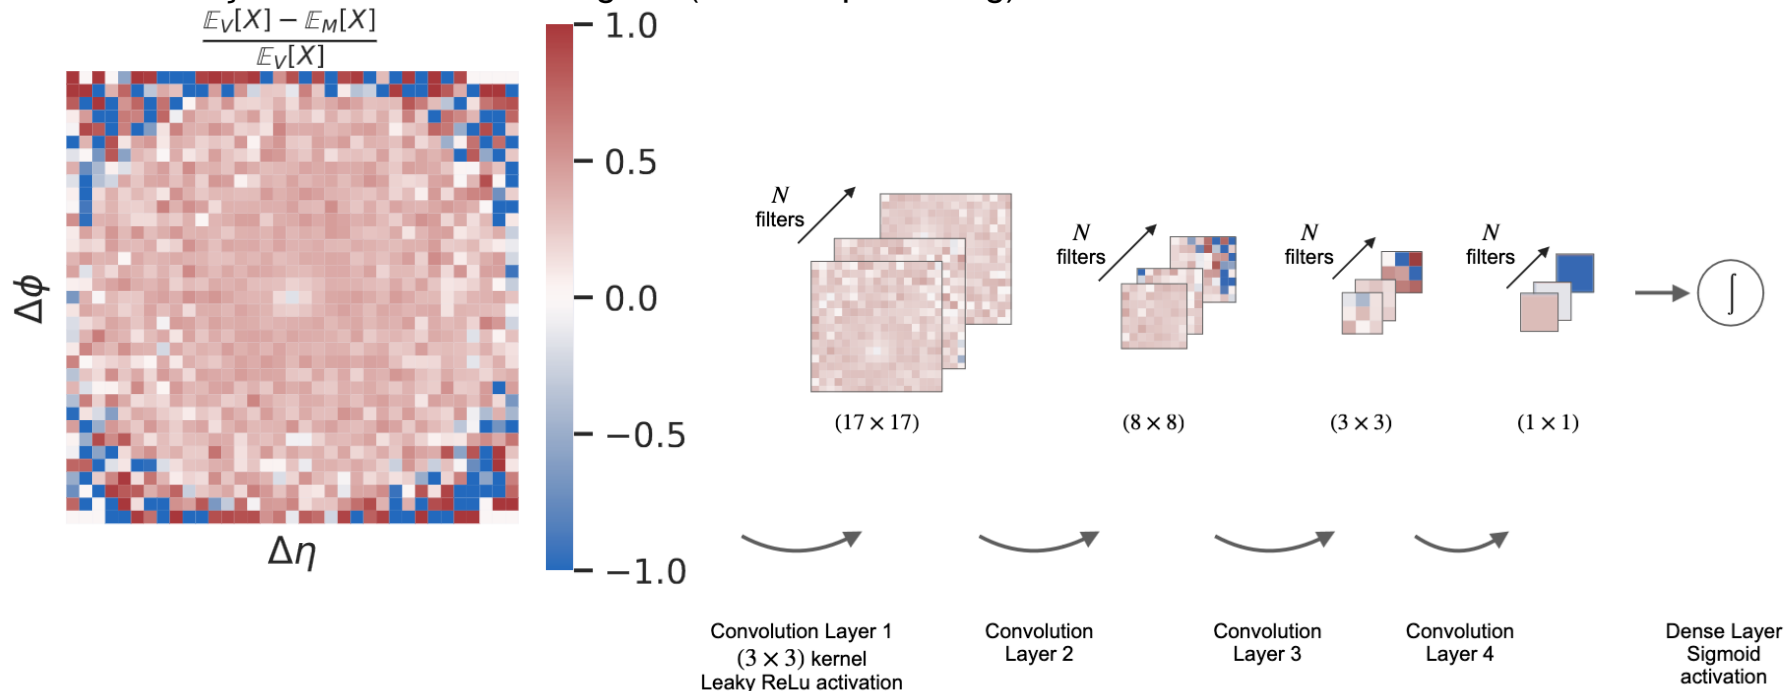 𝔼_V[X] − 𝔼_M[X]
𝔼_V[X]
1.0
0.5
0.0
−0.5
−1.0
Δϕ
Δη
N
filters
N
filters
N
filters
N
filters
∫
(17 × 17)
(8 × 8)
(3 × 3)
(1 × 1)
Convolution Layer 1
(3 × 3) kernel
Leaky ReLu activation
Convolution
Layer 2
Convolution
Layer 3
Convolution
Layer 4
Dense Layer
Sigmoid
activation